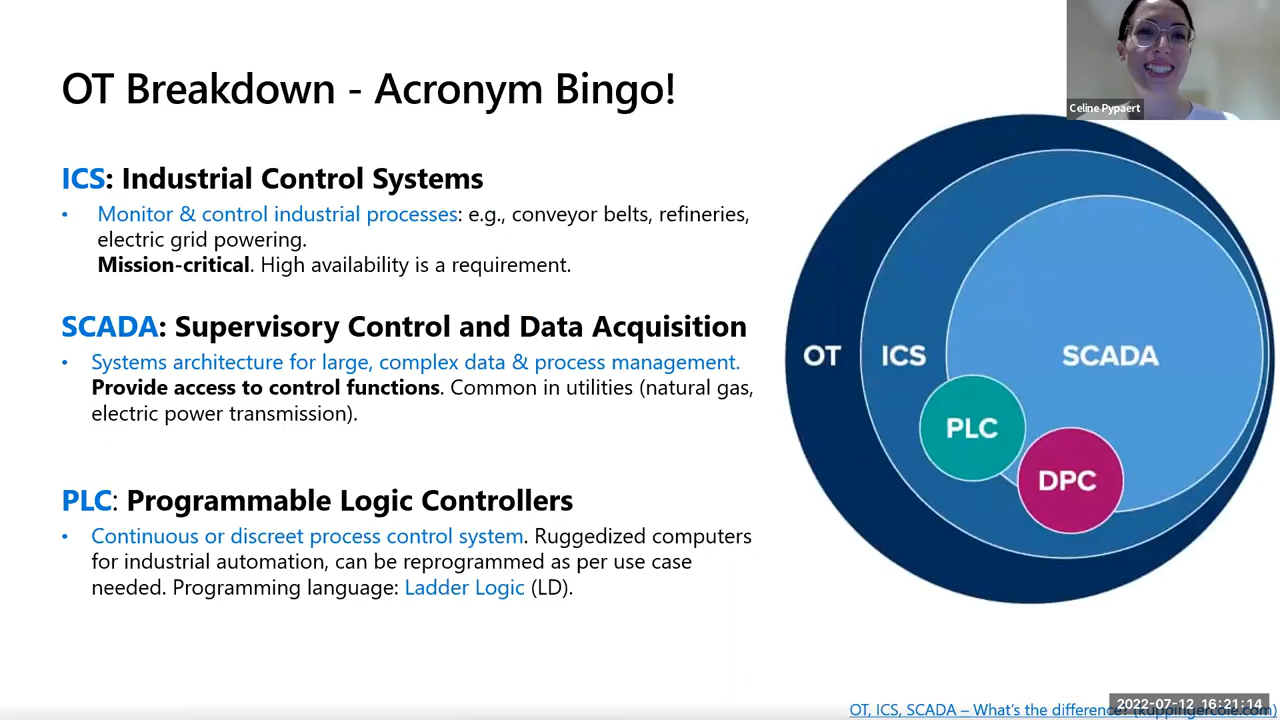 OT Breakdown - Acronym Bingo!
Celine Pypaert
ICS: Industrial Control Systems
• Monitor & control industrial processes: e.g., conveyor belts, refineries,
electric grid powering.
Mission-critical. High availability is a requirement.
SCADA: Supervisory Control and Data Acquisition
• Systems architecture for large, complex data & process management.
Provide access to control functions. Common in utilities (natural gas,
electric power transmission).
PLC: Programmable Logic Controllers
• Continuous or discreet process control system. Ruggedized computers
for industrial automation, can be reprogrammed as per use case
needed. Programming language: Ladder Logic (LD).
OT
ICS
SCADA
PLC
DPC
2022-07-12 16:21:14
OT, ICS, SCADA – What's the difference? (kuppingercole.com)